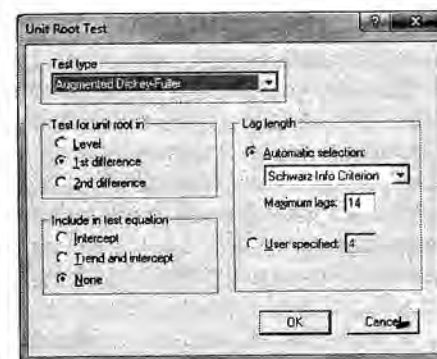 Unit Root Test
Test type
Augmented Dickey-Fuller
Test for unit root in
Level
1st difference
2nd difference
Include in test equation
Intercept
Trend and intercept
None
Lag length
Automatic selection:
Schwarz Info Criterion
Maximum lags: 14
User specified: 4
OK
Cancel